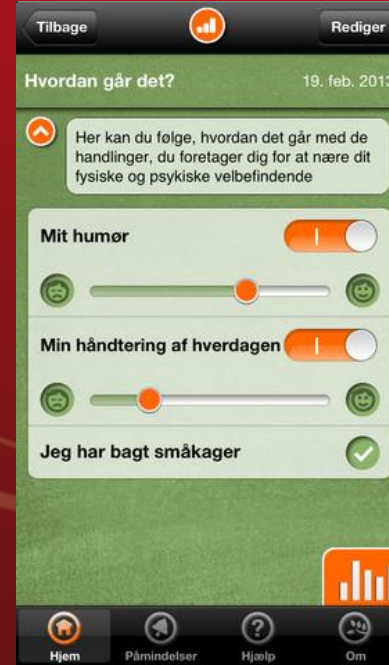 Tilbage
Rediger
Hvordan går det?
19. feb. 2013
Her kan du følge, hvordan det går med de
handlinger, du foretager dig for at nære dit
fysiske og psykiske velbefindende
Mit humør
Min håndtering af hverdagen
Jeg har bagt småkager
Hjem
Påmindelser
Hjælp
Om